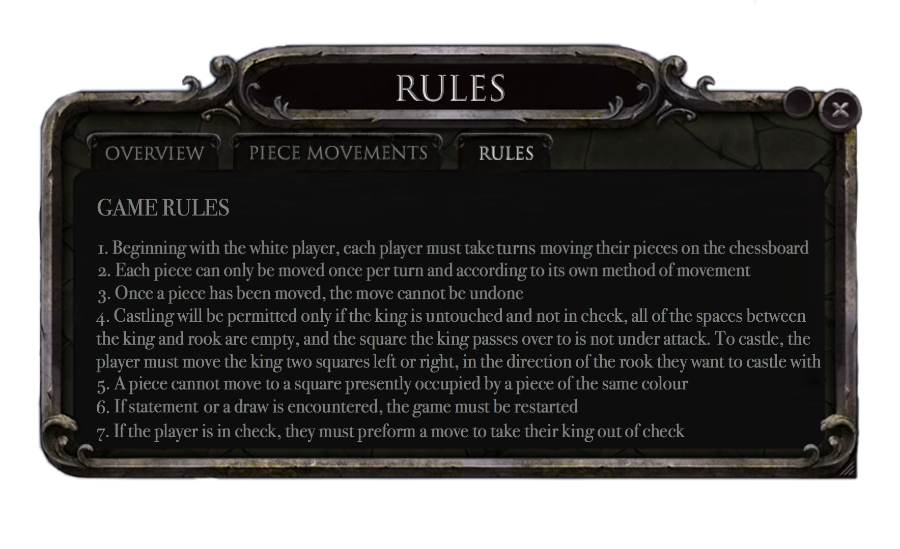 RULES
OVERVIEW PIECE MOVEMENTS RULES
GAME RULES
1. Beginning with the white player, each player must take turns moving their pieces on the chessboard
2. Each piece can only be moved once per turn and according to its own method of movement
3. Once a piece has been moved, the move cannot be undone
4. Castling will be permitted only if the king is untouched and not in check, all of the spaces between
the king and rook are empty, and the square the king passes over to is not under attack. To castle, the
player must move the king two squares left or right, in the direction of the rook they want to castle with
5. A piece cannot move to a square presently occupied by a piece of the same colour
6. If statement or a draw is encountered, the game must be restarted
7. If the player is in check, they must preform a move to take their king out of check